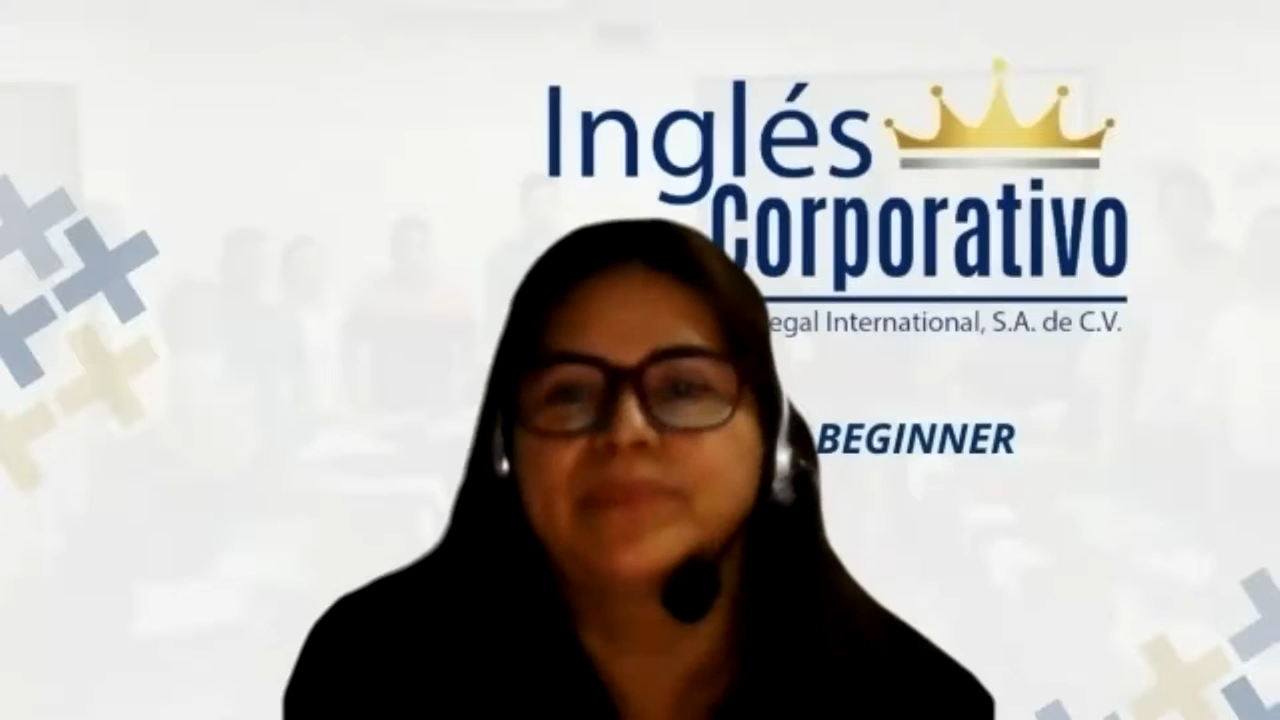 Inglés
Corporativo
egal International, S.A. de C.V.
BEGINNER